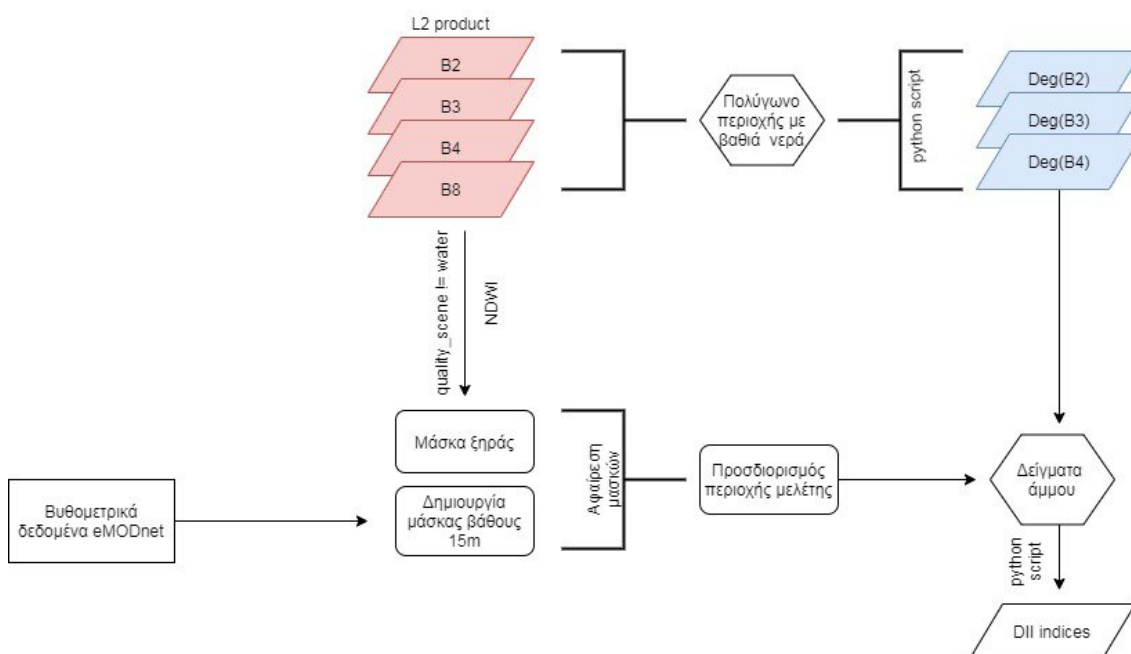 L2 product
B2
B3
B4
B8
Πολύγωνο
περιοχής με
βαθιά νερά
python script
Deg(B2)
Deg(B3)
Deg(B4)
quality_scene != water
NDWI
Μάσκα ξηράς
Δημιουργία
μάσκας βάθους
15m
Βυθομετρικά
δεδομένα eMODnet
Αφαίρεση
μασκών
Προσδιορισμός
περιοχής μελέτης
Δείγματα
άμμου
python
script
DII indices